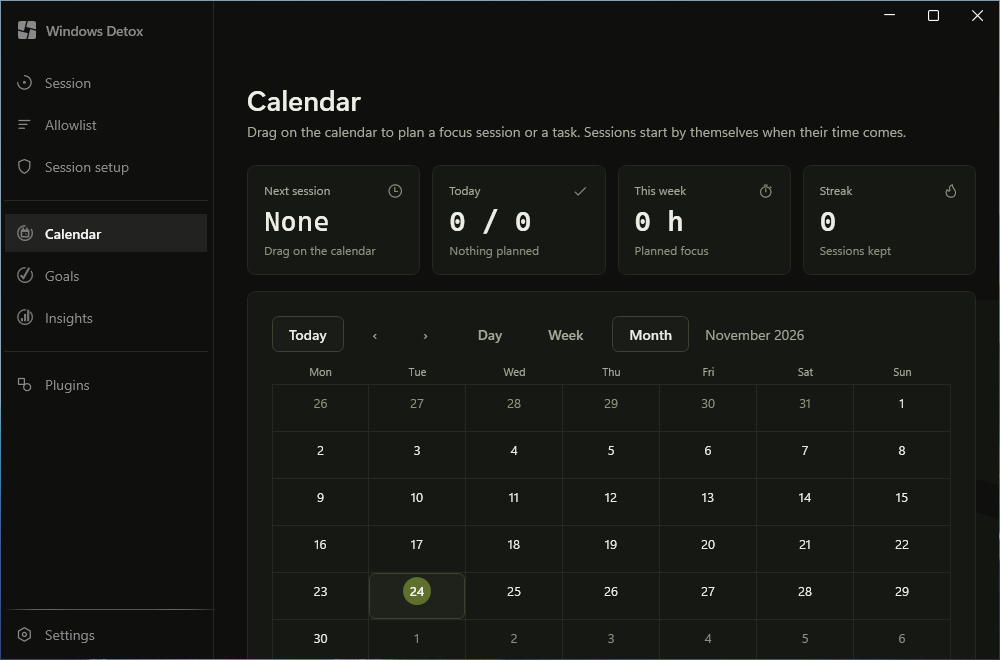 Windows Detox
Session
Allowlist
Session setup
Calendar
Goals
Insights
Plugins
Settings
Calendar
Drag on the calendar to plan a focus session or a task. Sessions start by themselves when their time comes.
Next session
None
Drag on the calendar
Today
0 / 0
Nothing planned
This week
0 h
Planned focus
Streak
0
Sessions kept
Today ‹ › Day Week Month November 2026
Mon Tue Wed Thu Fri Sat Sun
26 27 28 29 30 31 1
2 3 4 5 6 7 8
9 10 11 12 13 14 15
16 17 18 19 20 21 22
23 24 25 26 27 28 29
30 1 2 3 4 5 6